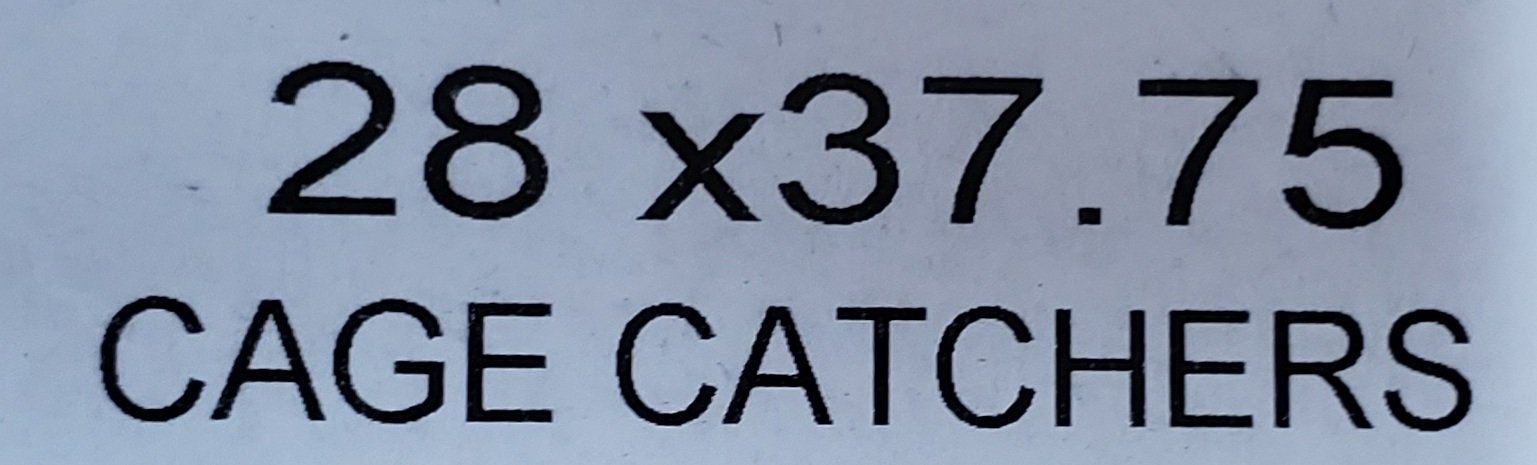 28 x37.75
CAGE CATCHERS